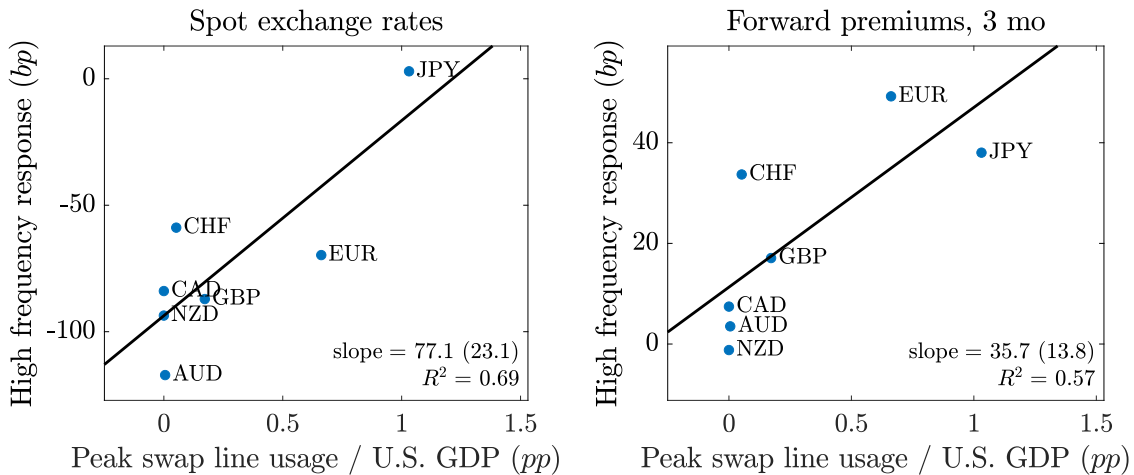 Spot exchange rates
High frequency response (bp)
0
-50
-100
JPY
CHF
EUR
CAD
GBP
NZD
AUD
slope = 77.1 (23.1)
R² = 0.69
0
0.5
1
1.5
Peak swap line usage / U.S. GDP (pp)
Forward premiums, 3 mo
High frequency response (bp)
40
20
0
EUR
JPY
CHF
GBP
CAD
AUD
NZD
slope = 35.7 (13.8)
R² = 0.57
0
0.5
1
1.5
Peak swap line usage / U.S. GDP (pp)